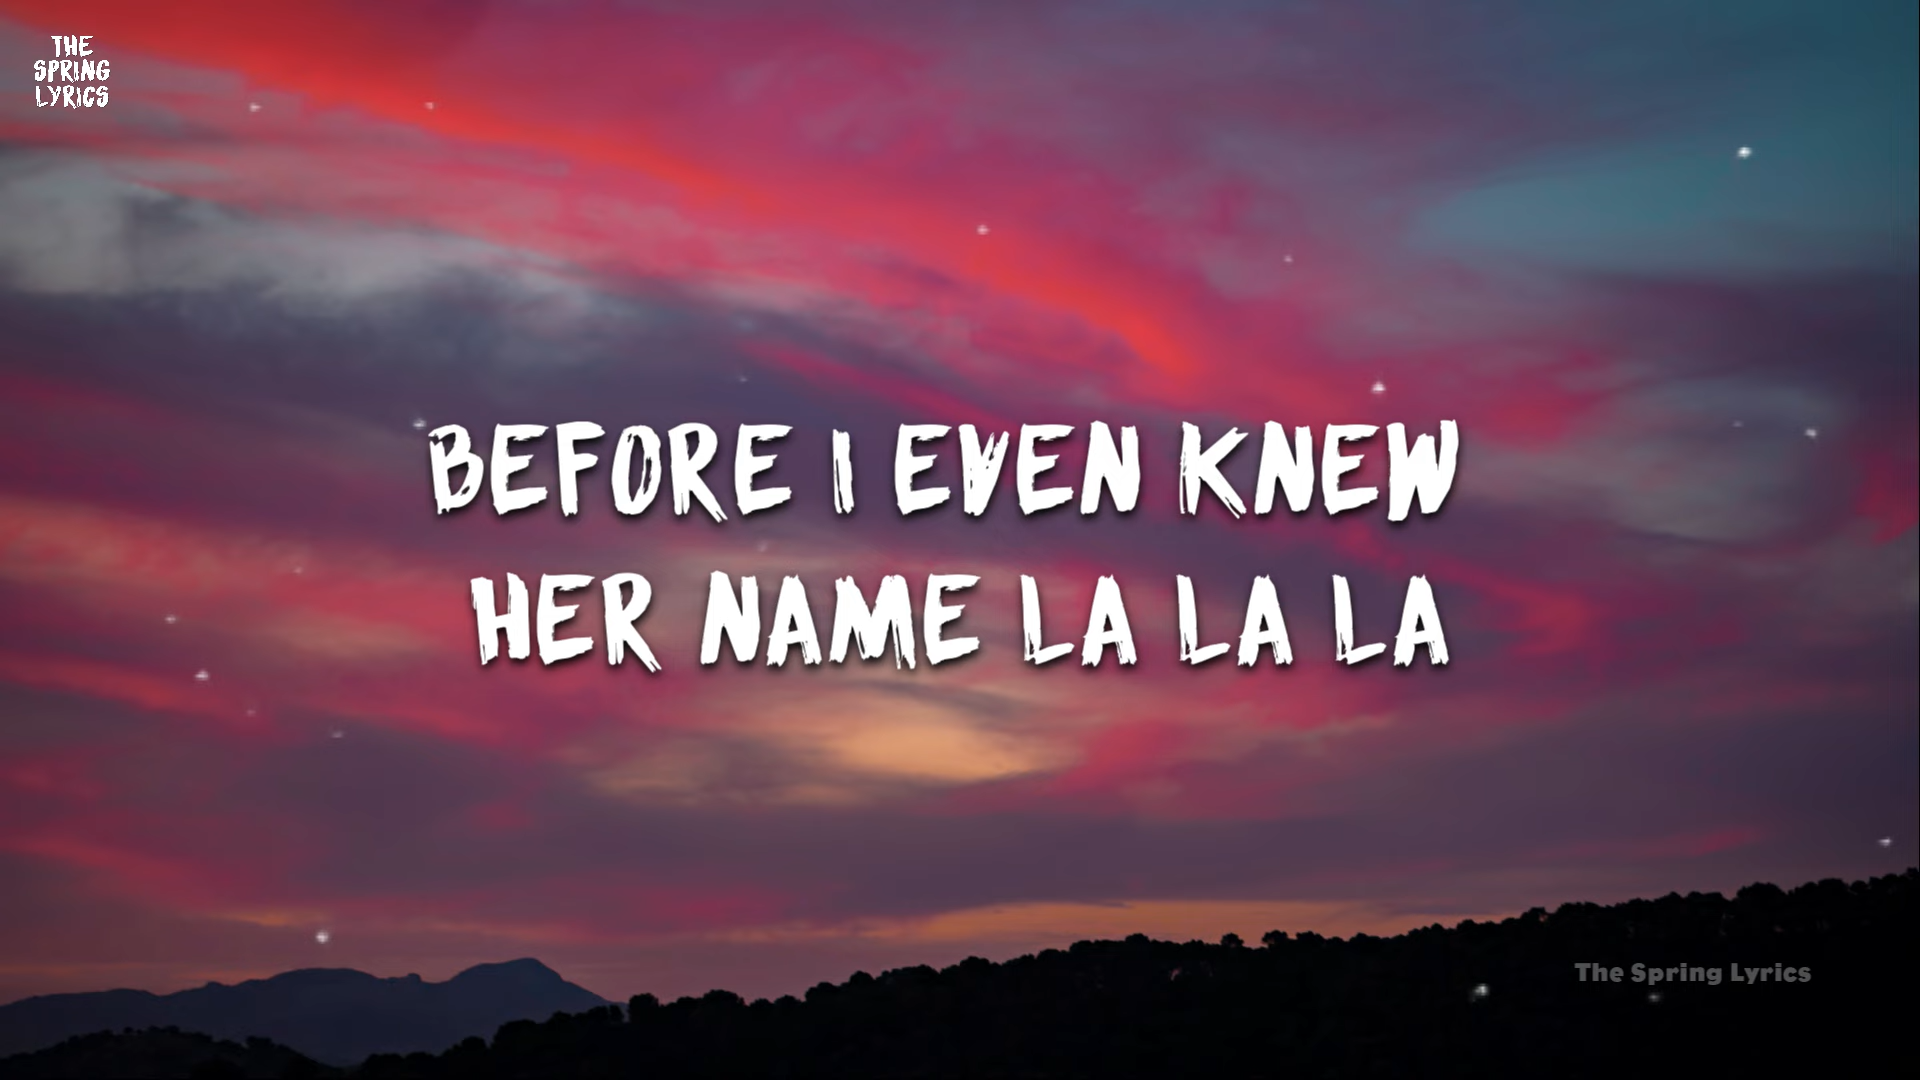 THE
SPRING
LYRICS
BEFORE I EVEN KNEW
HER NAME LA LA LA
The Spring Lyrics